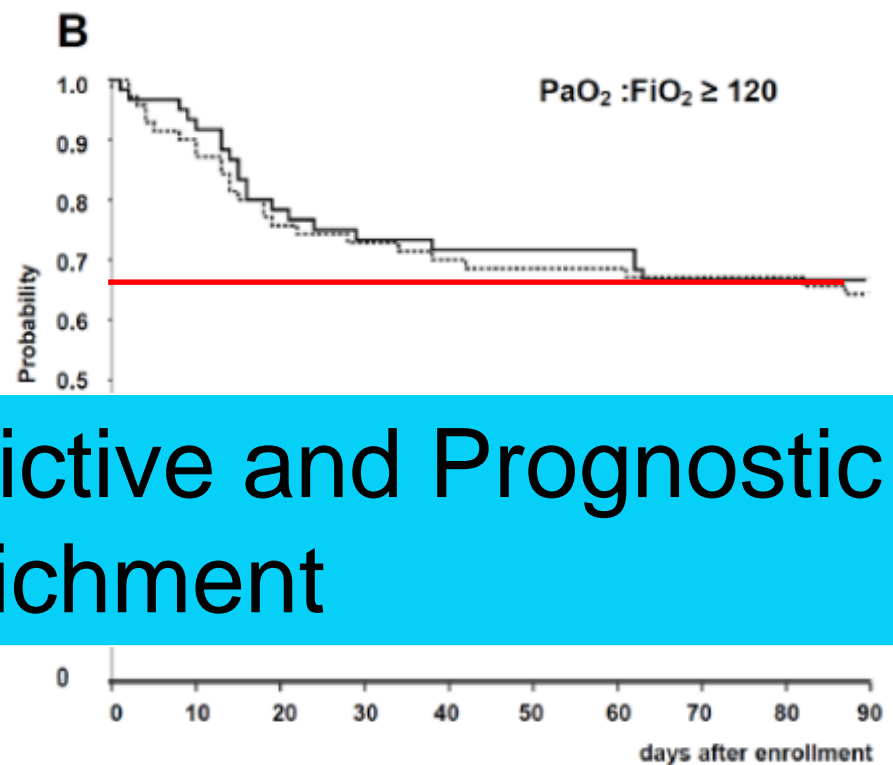 B
PaO₂ :FiO₂ ≥ 120
1.0
0.9
0.8
0.7
0.6
0.5
Probability
ictive and Prognostic
ichment
0
0 10 20 30 40 50 60 70 80 90
days after enrollment